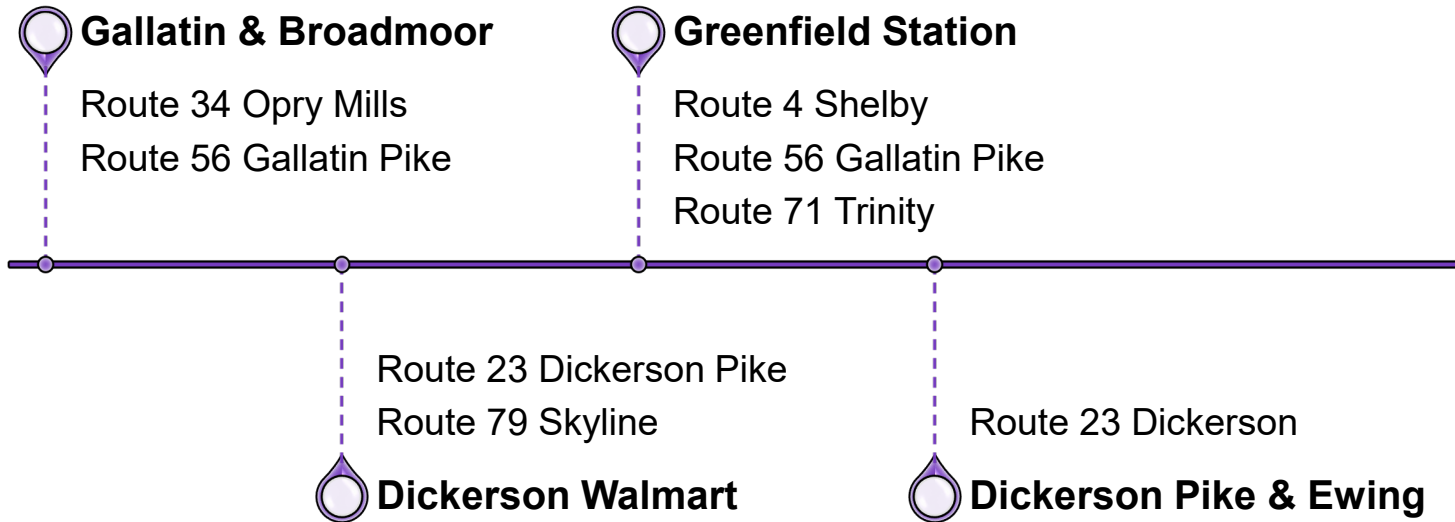 Gallatin & Broadmoor
Route 34 Opry Mills
Route 56 Gallatin Pike
Greenfield Station
Route 4 Shelby
Route 56 Gallatin Pike
Route 71 Trinity
Route 23 Dickerson Pike
Route 79 Skyline
Dickerson Walmart
Route 23 Dickerson
Dickerson Pike & Ewing